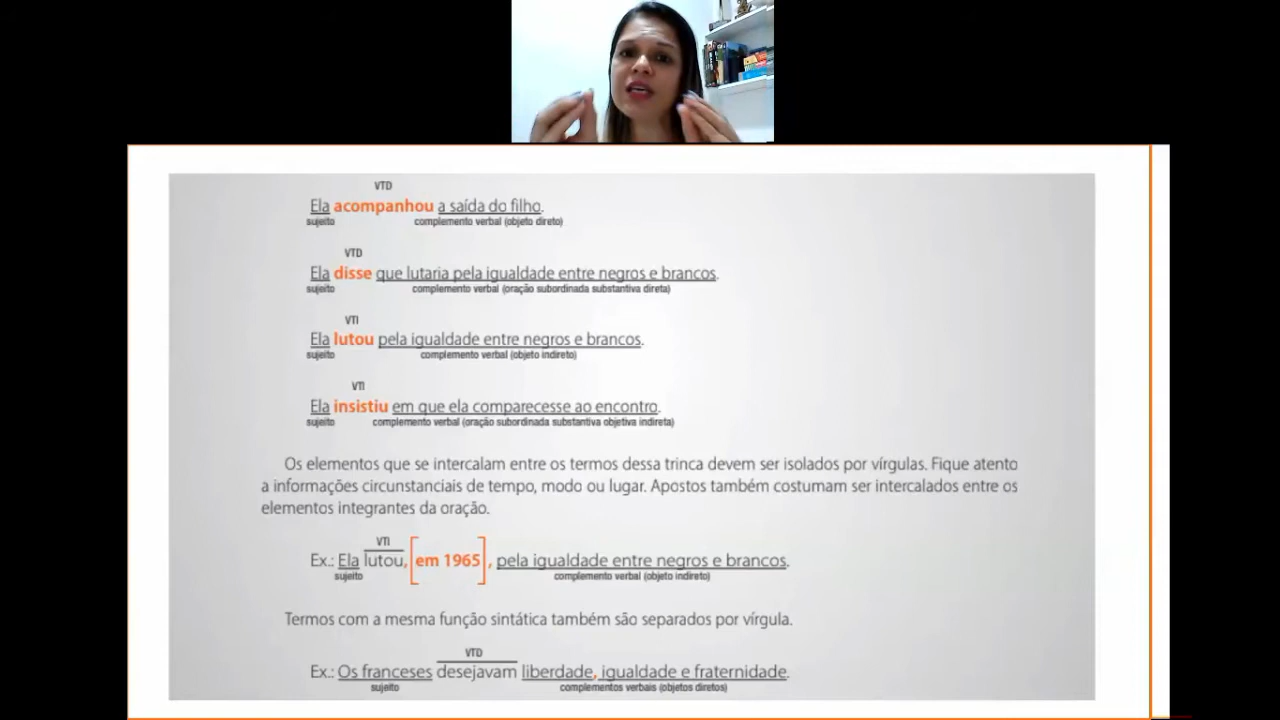 VTD
Ela acompanhou a saída do filho.
sujeito complemento verbal (objeto direto)
VTD
Ela disse que lutaria pela igualdade entre negros e brancos.
sujeito complemento verbal (oração subordinada substantiva direta)
VTI
Ela lutou pela igualdade entre negros e brancos.
sujeito complemento verbal (objeto indireto)
VTI
Ela insistiu em que ela comparecesse ao encontro.
sujeito complemento verbal (oração subordinada substantiva objetiva indireta)
Os elementos que se intercalam entre os termos dessa trinca devem ser isolados por vírgulas. Fique atento
a informações circunstanciais de tempo, modo ou lugar. Apostos também costumam ser intercalados entre os
elementos integrantes da oração.
VTI
Ex.: Ela lutou, [em 1965], pela igualdade entre negros e brancos.
sujeito complemento verbal (objeto indireto)
Termos com a mesma função sintática também são separados por vírgula.
VTD
Ex.: Os franceses desejavam liberdade, igualdade e fraternidade.
sujeito complementos verbais (objetos diretos)